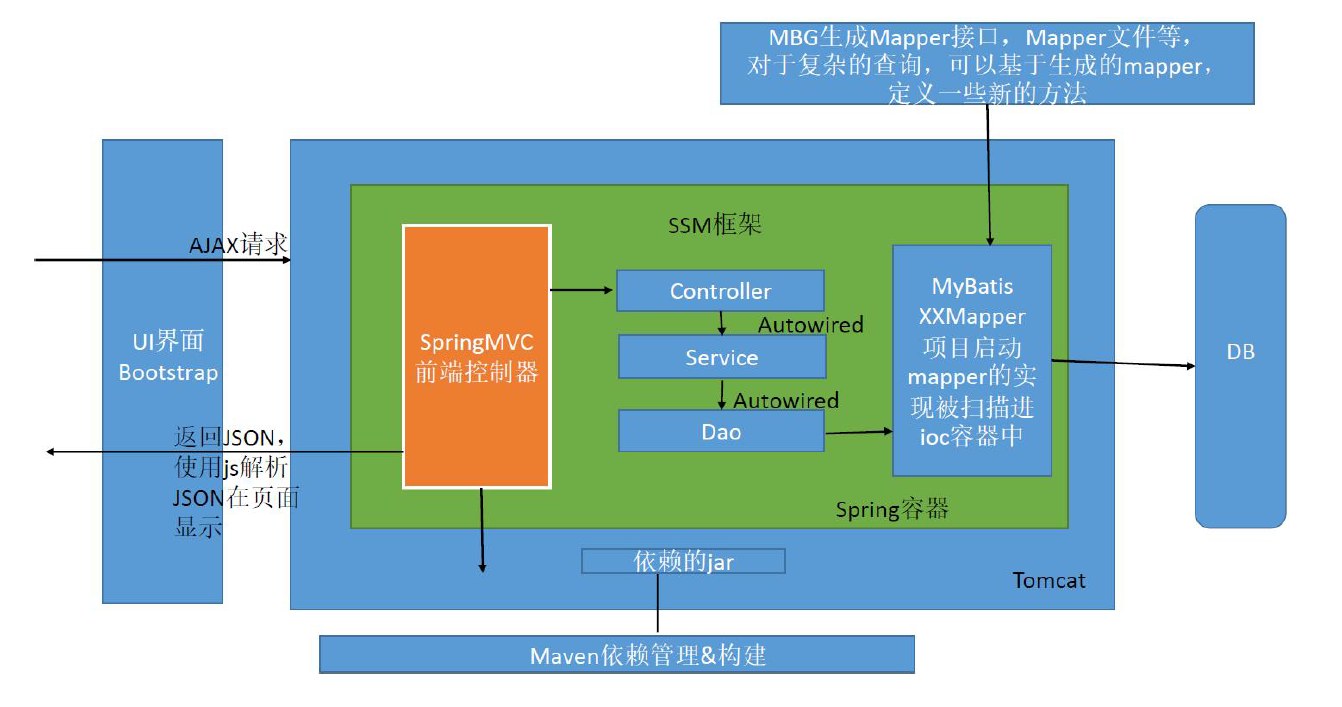 MBG生成Mapper接口，Mapper文件等，
对于复杂的查询，可以基于生成的mapper，
定义一些新的方法
SSM框架
AJAX请求
UI界面
Bootstrap
返回JSON，
使用js解析
JSON在页面
显示
SpringMVC
前端控制器
Controller
Autowired
Service
Autowired
Dao
MyBatis
XXMapper
项目启动
mapper的实
现被扫描进
ioc容器中
DB
Spring容器
依赖的jar
Tomcat
Maven依赖管理&构建